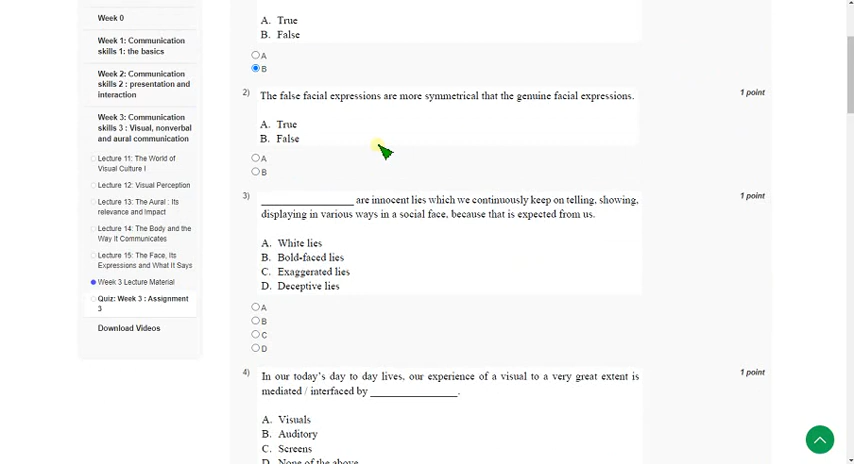 Week 0
Week 1: Communication
skills 1: the basics
Week 2: Communication
skills 2 : presentation and
interaction
Week 3: Communication
skills 3 : Visual, nonverbal
and aural communication
Lecture 11: The World of
Visual Culture I
Lecture 12: Visual Perception
Lecture 13: The Aural : Its
relevance and Impact
Lecture 14: The Body and the
Way It Communicates
Lecture 15: The Face, Its
Expressions and What It Says
Week 3 Lecture Material
Quiz: Week 3 : Assignment
3
Download Videos
A. True
B. False
A
B
2) The false facial expressions are more symmetrical that the genuine facial expressions. 1 point
A. True
B. False
A
B
3) ________________ are innocent lies which we continuously keep on telling, showing, 1 point
displaying in various ways in a social face, because that is expected from us.
A. White lies
B. Bold-faced lies
C. Exaggerated lies
D. Deceptive lies
A
B
C
D
4) In our today's day to day lives, our experience of a visual to a very great extent is 1 point
mediated / interfaced by _______________.
A. Visuals
B. Auditory
C. Screens
D. None of the above